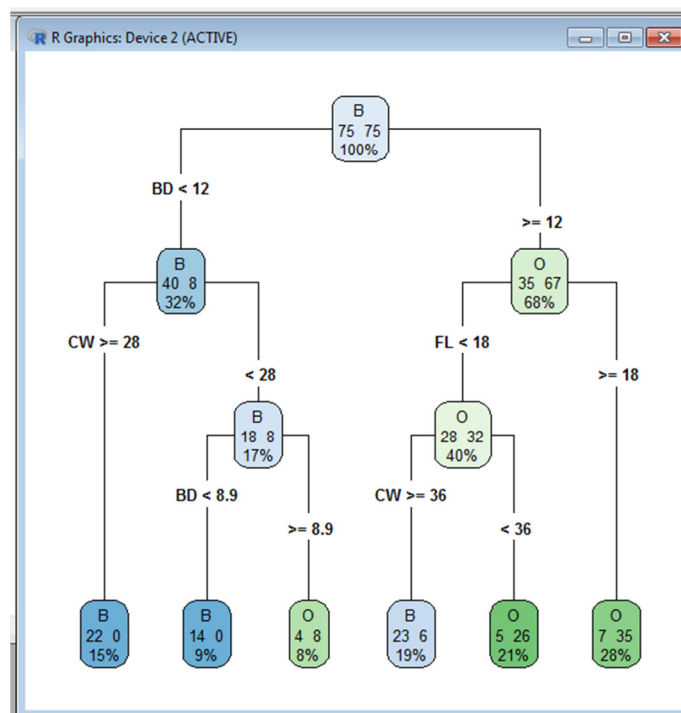 R Graphics: Device 2 (ACTIVE)
B
75 75
100%
BD < 12
>= 12
B
40 8
32%
O
35 67
68%
CW >= 28
< 28
FL < 18
>= 18
B
18 8
17%
O
28 32
40%
BD < 8.9
>= 8.9
CW >= 36
< 36
B
22 0
15%
B
14 0
9%
O
4 8
8%
B
23 6
19%
O
5 26
21%
O
7 35
28%